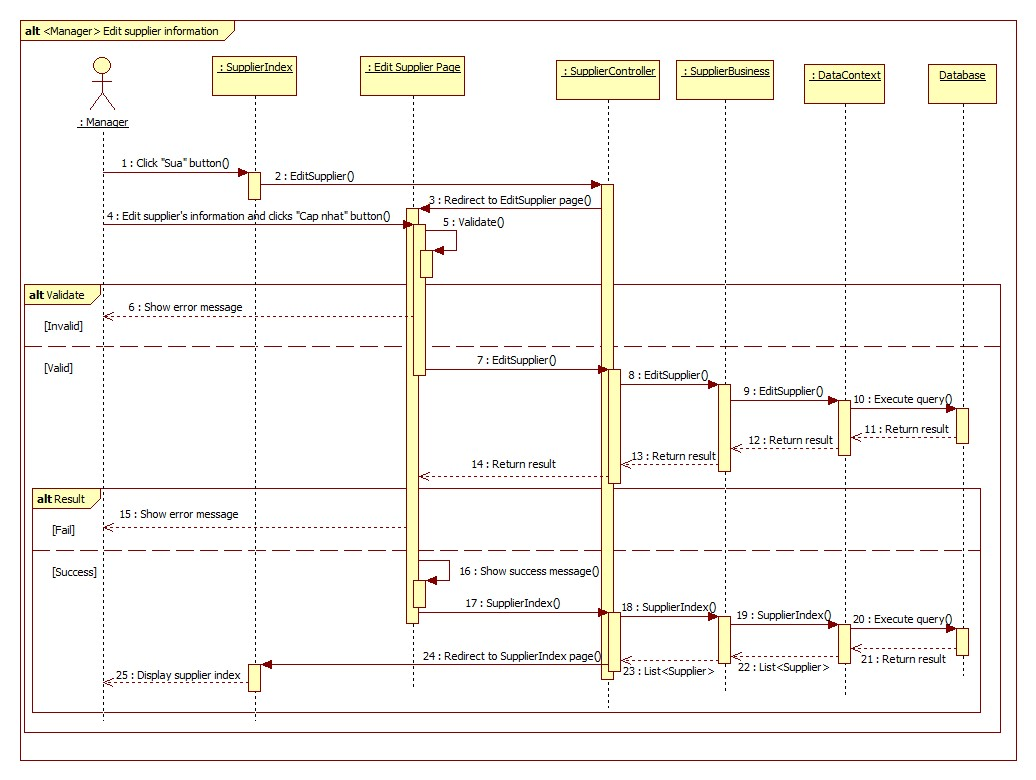 alt <Manager> Edit supplier information
: SupplierIndex
: Edit Supplier Page
: SupplierController
: SupplierBusiness
: DataContext
Database
: Manager
1 : Click "Sua" button()
2 : EditSupplier()
3 : Redirect to EditSupplier page()
4 : Edit supplier's information and clicks "Cap nhat" button()
5 : Validate()
alt Validate
6 : Show error message
[Invalid]
[Valid]
7 : EditSupplier()
8 : EditSupplier()
9 : EditSupplier()
10 : Execute query()
11 : Return result
12 : Return result
13 : Return result
14 : Return result
alt Result
15 : Show error message
[Fail]
[Success]
16 : Show success message()
17 : SupplierIndex()
18 : SupplierIndex()
19 : SupplierIndex()
20 : Execute query()
21 : Return result
22 : List<Supplier>
23 : List<Supplier>
24 : Redirect to SupplierIndex page()
25 : Display supplier index